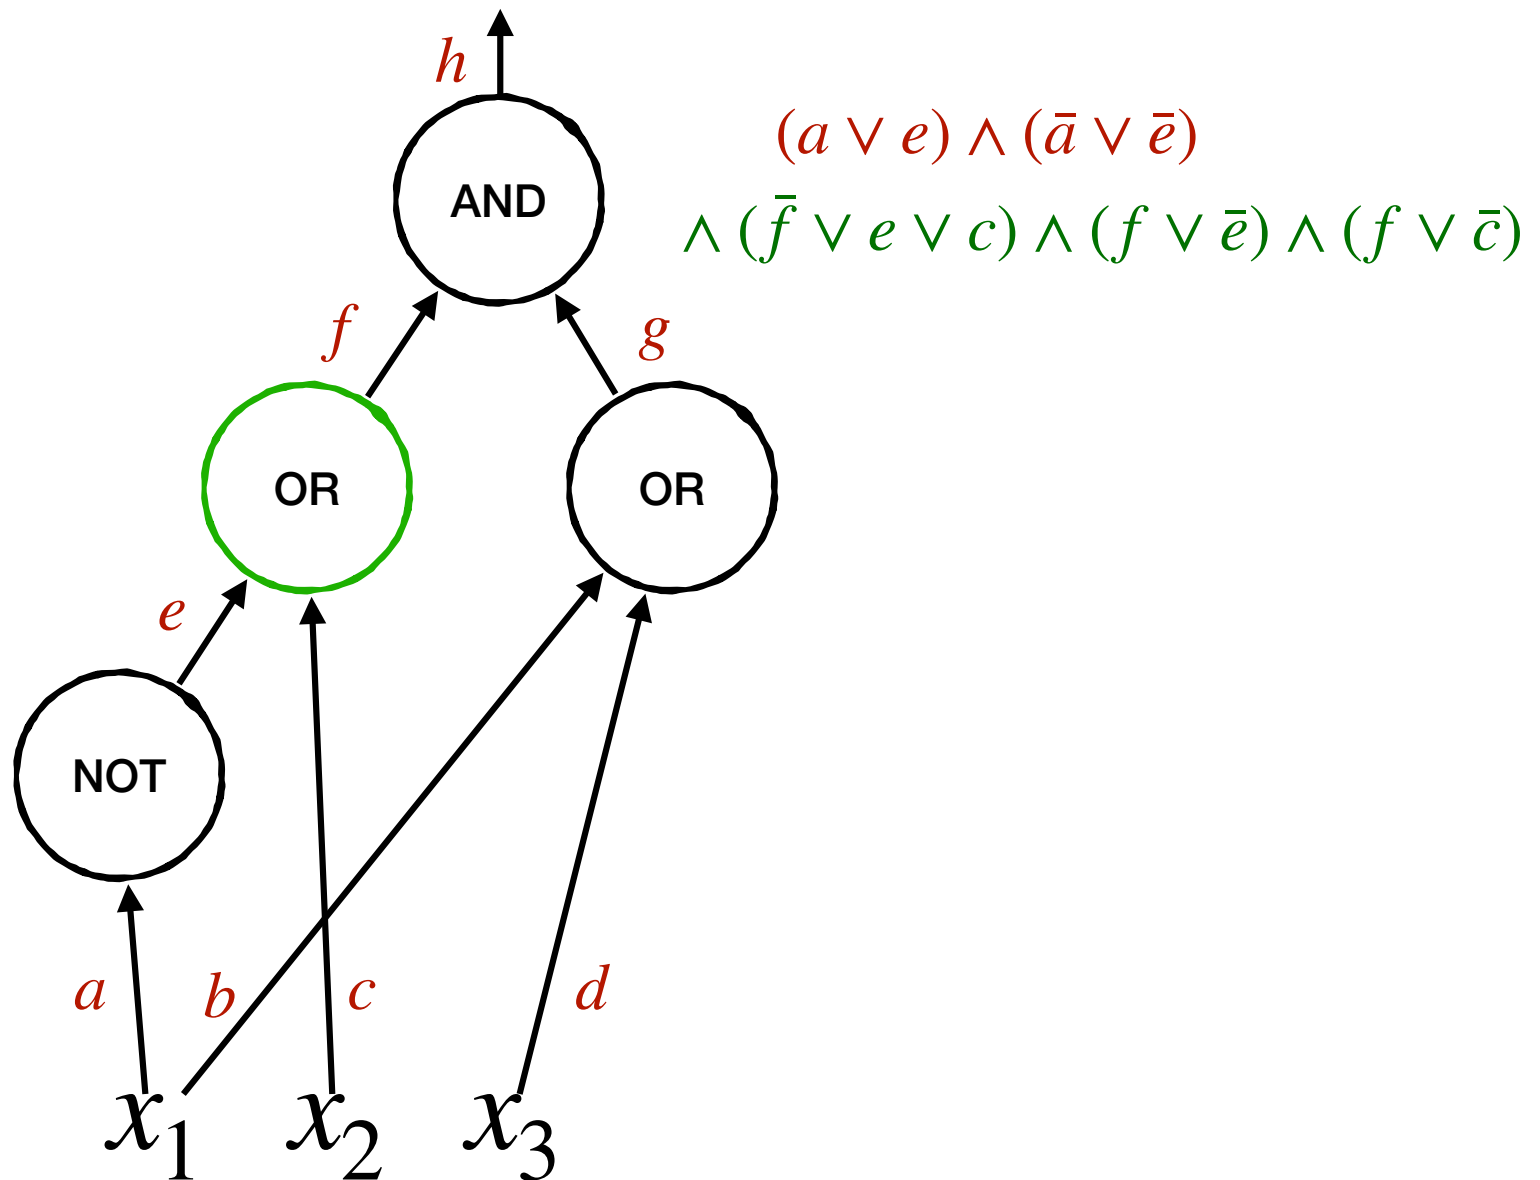 h
(a ∨ e) ∧ (ā ∨ ē)
AND
∧ (f̄ ∨ e ∨ c) ∧ (f ∨ ē) ∧ (f ∨ c̄)
f g
OR OR
e
NOT
a b c d
x₁ x₂ x₃